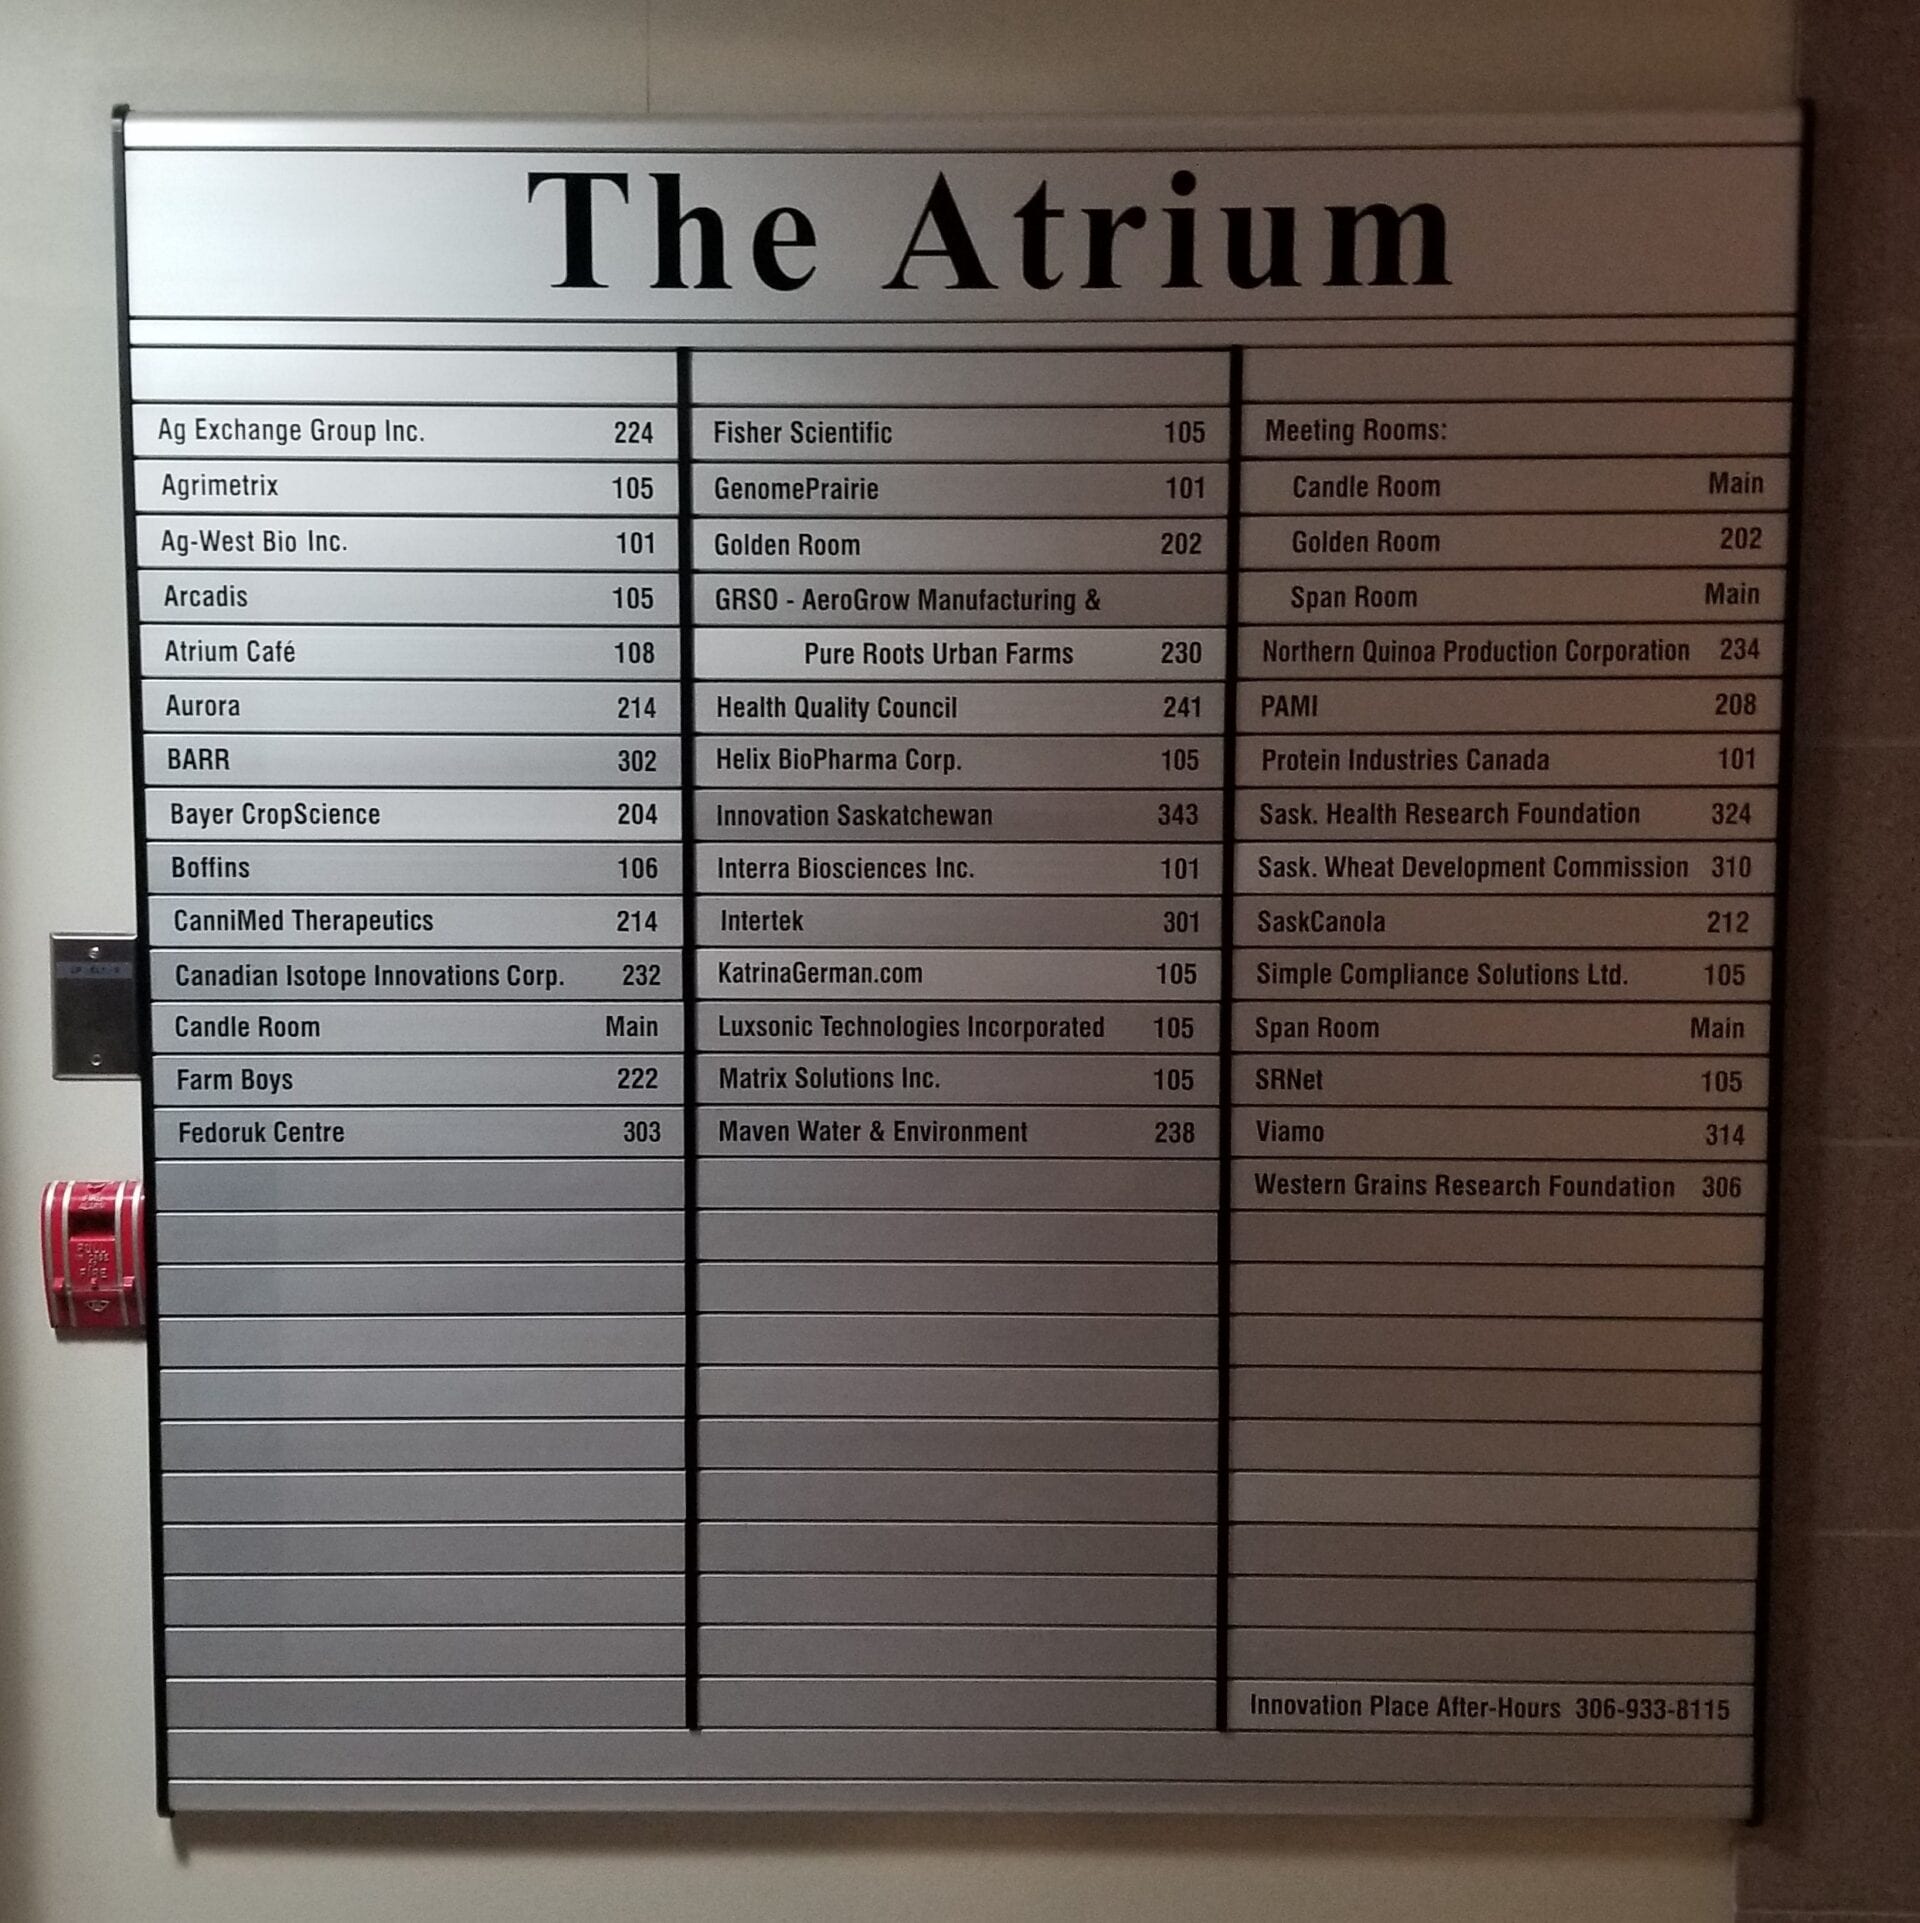 The Atrium
Ag Exchange Group Inc. 224
Agrimetrix 105
Ag-West Bio Inc. 101
Arcadis 105
Atrium Café 108
Aurora 214
BARR 302
Bayer CropScience 204
Boffins 106
CanniMed Therapeutics 214
Canadian Isotope Innovations Corp. 232
Candle Room Main
Farm Boys 222
Fedoruk Centre 303
Fisher Scientific 105
GenomePrairie 101
Golden Room 202
GRSO - AeroGrow Manufacturing &
Pure Roots Urban Farms 230
Health Quality Council 241
Helix BioPharma Corp. 105
Innovation Saskatchewan 343
Interra Biosciences Inc. 101
Intertek 301
KatrinaGerman.com 105
Luxsonic Technologies Incorporated 105
Matrix Solutions Inc. 105
Maven Water & Environment 238
Meeting Rooms:
Candle Room Main
Golden Room 202
Span Room Main
Northern Quinoa Production Corporation 234
PAMI 208
Protein Industries Canada 101
Sask. Health Research Foundation 324
Sask. Wheat Development Commission 310
SaskCanola 212
Simple Compliance Solutions Ltd. 105
Span Room Main
SRNet 105
Viamo 314
Western Grains Research Foundation 306
Innovation Place After-Hours 306-933-8115
FIRE